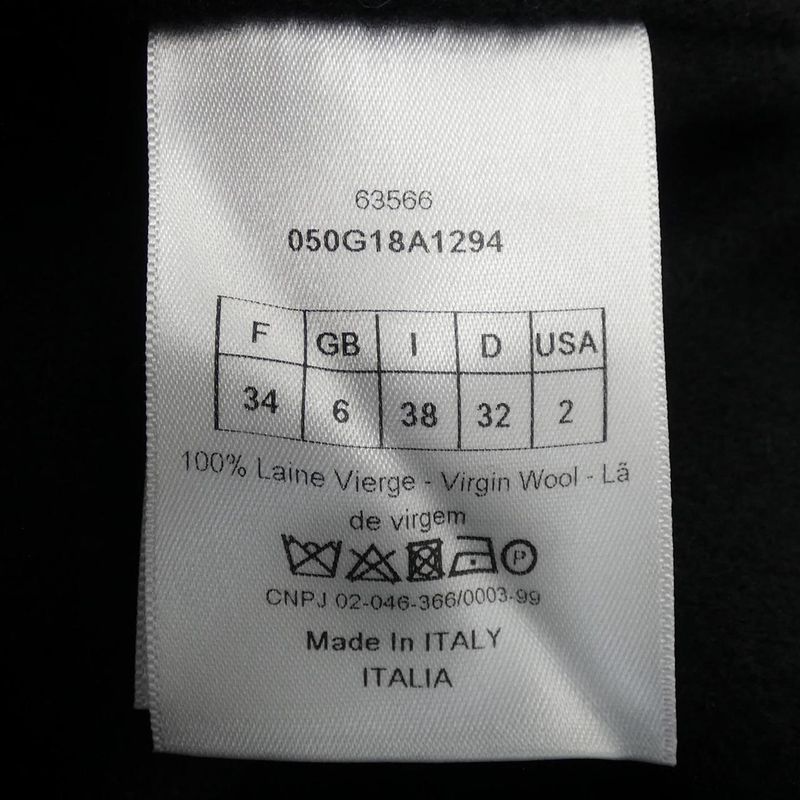 63566
050G18A1294
F GB I D USA
34 6 38 32 2
100% Laine Vierge - Virgin Wool - Lã
de virgem
P
CNPJ 02-046-366/0003-99
Made In ITALY
ITALIA